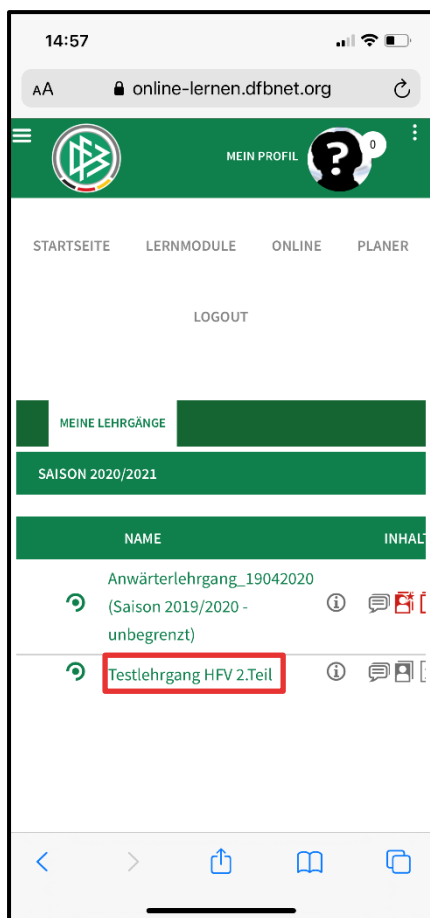 14:57
AA online-lernen.dfbnet.org
MEIN PROFIL ? 0
STARTSEITE LERNMODULE ONLINE PLANER
LOGOUT
MEINE LEHRGÄNGE
SAISON 2020/2021
NAME INHALT
Anwärterlehrgang_19042020
(Saison 2019/2020 -
unbegrenzt)
Testlehrgang HFV 2.Teil